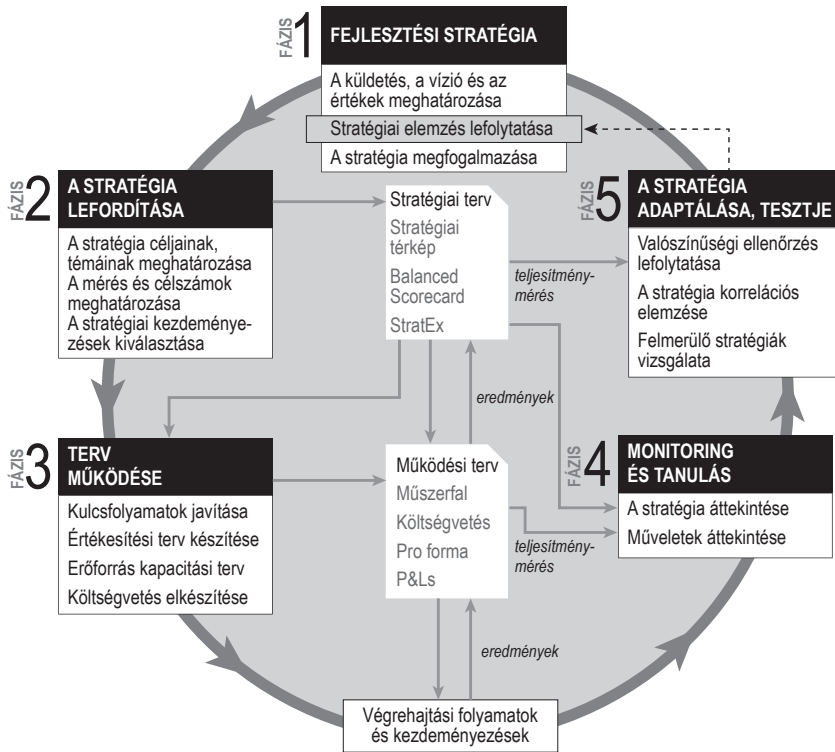 FÁZIS 1
FEJLESZTÉSI STRATÉGIA
A küldetés, a vízió és az
értékek meghatározása
Stratégiai elemzés lefolytatása
A stratégia megfogalmazása
FÁZIS 2
A STRATÉGIA
LEFORDÍTÁSA
A stratégia céljainak,
témáinak meghatározása
A mérés és célszámok
meghatározása
A stratégiai kezdeménye-
zések kiválasztása
Stratégiai terv
Stratégiai
térkép
Balanced
Scorecard
StratEx
teljesítmény-
mérés
FÁZIS 5
A STRATÉGIA
ADAPTÁLÁSA, TESZTJE
Valószínűségi ellenőrzés
lefolytatása
A stratégia korrelációs
elemzése
Felmerülő stratégiák
vizsgálata
eredmények
FÁZIS 3
TERV
MŰKÖDÉSE
Kulcsfolyamatok javítása
Értékesítési terv készítése
Erőforrás kapacitási terv
Költségvetés elkészítése
Működési terv
Műszerfal
Költségvetés
Pro forma
P&Ls
teljesítmény-
mérés
FÁZIS 4
MONITORING
ÉS TANULÁS
A stratégia áttekintése
Műveletek áttekintése
eredmények
Végrehajtási folyamatok
és kezdeményezések